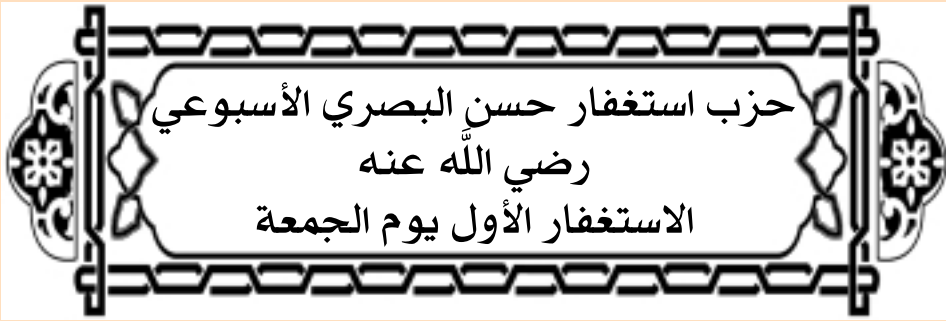 حزب استغفار حسن البصري الأسبوعي
رضي اللَّه عنه
الاستغفار الأول يوم الجمعة